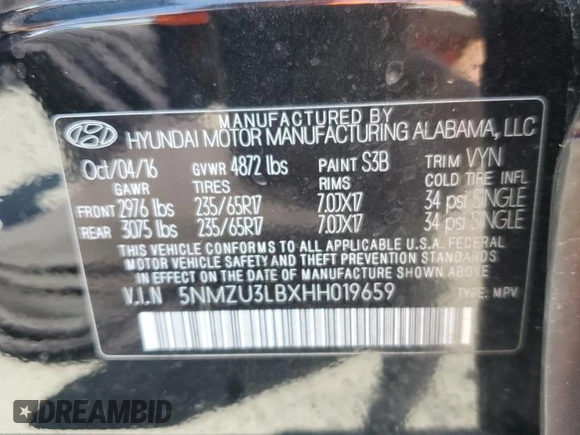 MANUFACTURED BY
HYUNDAI MOTOR MANUFACTURING ALABAMA, LLC
Oct/04/16 GVWR 4872 lbs PAINT S3B TRIM VYN
GAWR TIRES RIMS COLD TIRE INFL
FRONT 2976 lbs 235/65R17 7.0JX17 34 psi SINGLE
REAR 3075 lbs 235/65R17 7.0JX17 34 psi SINGLE
THIS VEHICLE CONFORMS TO ALL APPLICABLE U.S.A. FEDERAL
MOTOR VEHICLE SAFETY AND THEFT PREVENTION STANDARDS
IN EFFECT ON THE DATE OF MANUFACTURE SHOWN ABOVE.
V.I.N 5NMZU3LBXHH019659 TYPE: MPV
DREAMBID